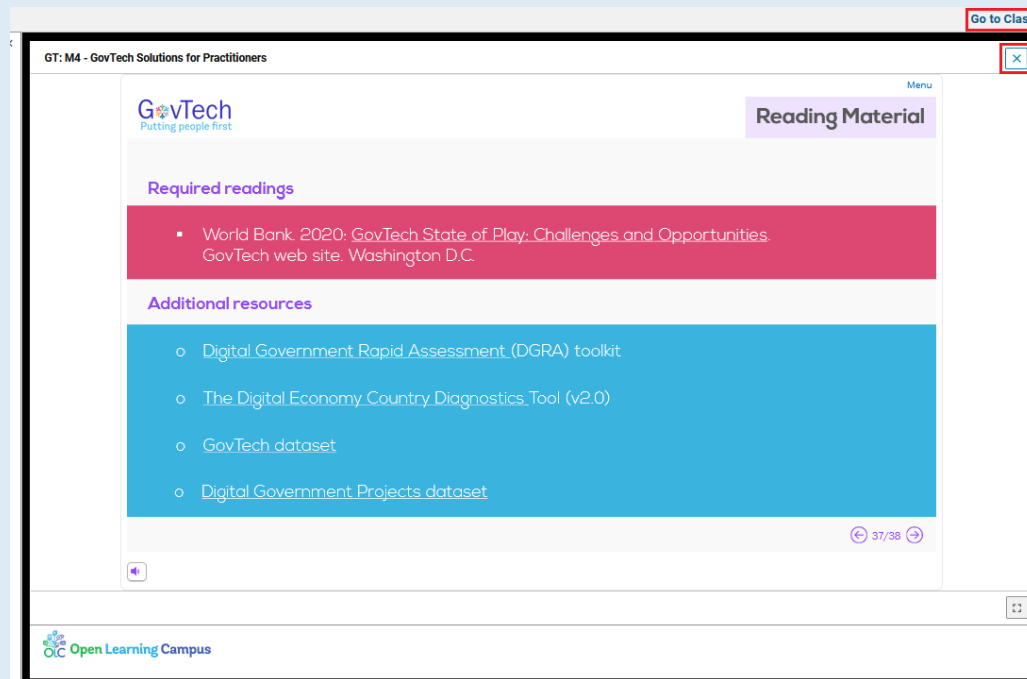 Go to Clas
GT: M4 - GovTech Solutions for Practitioners
Menu
GovTech
Putting people first
Reading Material
Required readings
▪ World Bank. 2020: GovTech State of Play: Challenges and Opportunities.
GovTech web site. Washington D.C.
Additional resources
o Digital Government Rapid Assessment (DGRA) toolkit
o The Digital Economy Country Diagnostics Tool (v2.0)
o GovTech dataset
o Digital Government Projects dataset
37/38
OLC Open Learning Campus